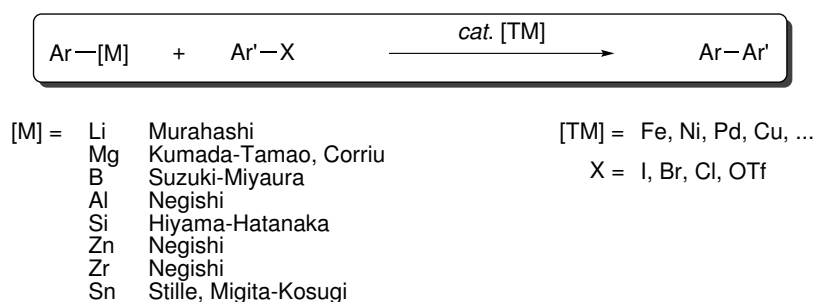 Ar—[M] + Ar'—X cat. [TM] Ar—Ar'
[M] = Li Murahashi
Mg Kumada-Tamao, Corriu
B Suzuki-Miyaura
Al Negishi
Si Hiyama-Hatanaka
Zn Negishi
Zr Negishi
Sn Stille, Migita-Kosugi
[TM] = Fe, Ni, Pd, Cu, ...
X = I, Br, Cl, OTf